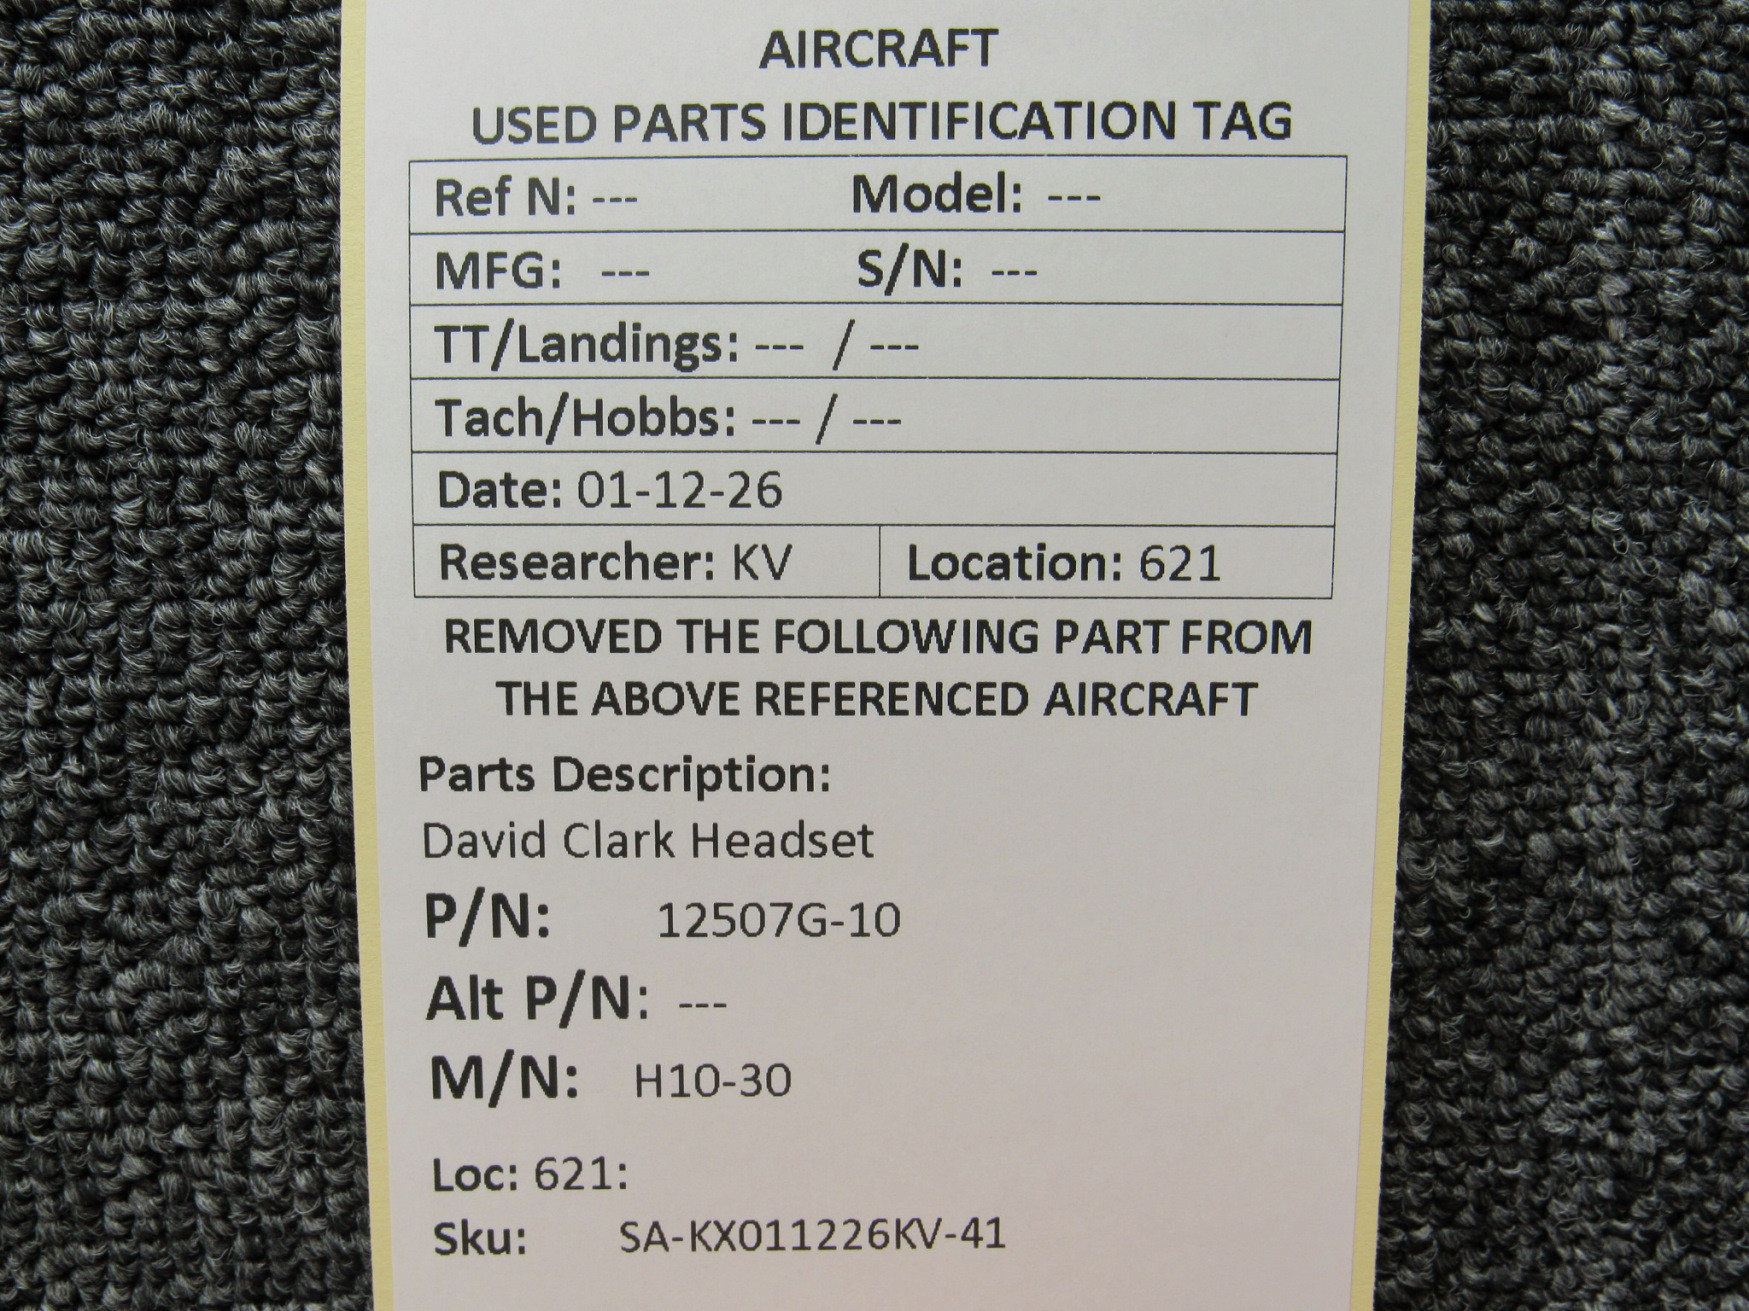 AIRCRAFT
USED PARTS IDENTIFICATION TAG
Ref N: --- Model: ---
MFG: --- S/N: ---
TT/Landings: --- / ---
Tach/Hobbs: --- / ---
Date: 01-12-26
Researcher: KV Location: 621
REMOVED THE FOLLOWING PART FROM
THE ABOVE REFERENCED AIRCRAFT
Parts Description:
David Clark Headset
P/N: 12507G-10
Alt P/N: ---
M/N: H10-30
Loc: 621:
Sku: SA-KX011226KV-41